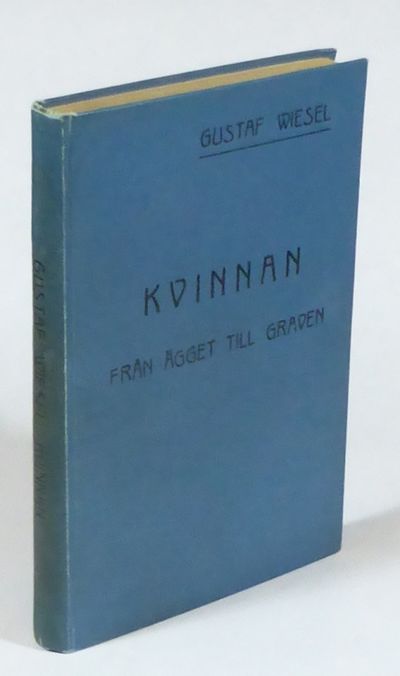 GUSTAF WIESEL
KVINNAN
FRÅN ÄGGET TILL GRAVEN
GUSTAF WIESEL KVINNAN